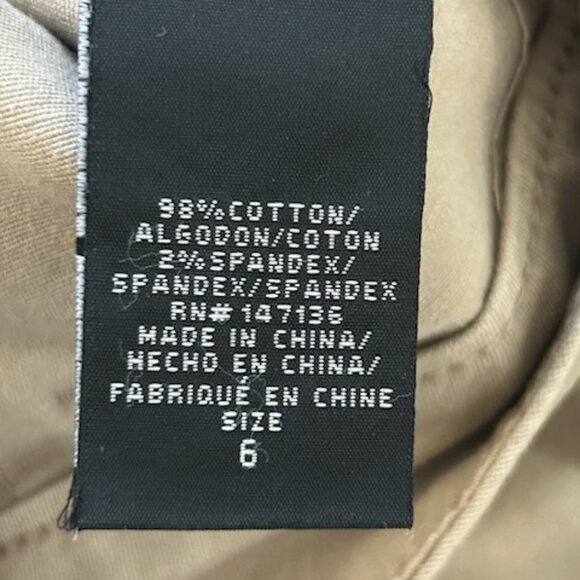 98%COTTON/
ALGODON/COTON
2%SPANDEX/
SPANDEX/SPANDEX
RN# 147136
MADE IN CHINA/
HECHO EN CHINA/
FABRIQUÉ EN CHINE
SIZE
6